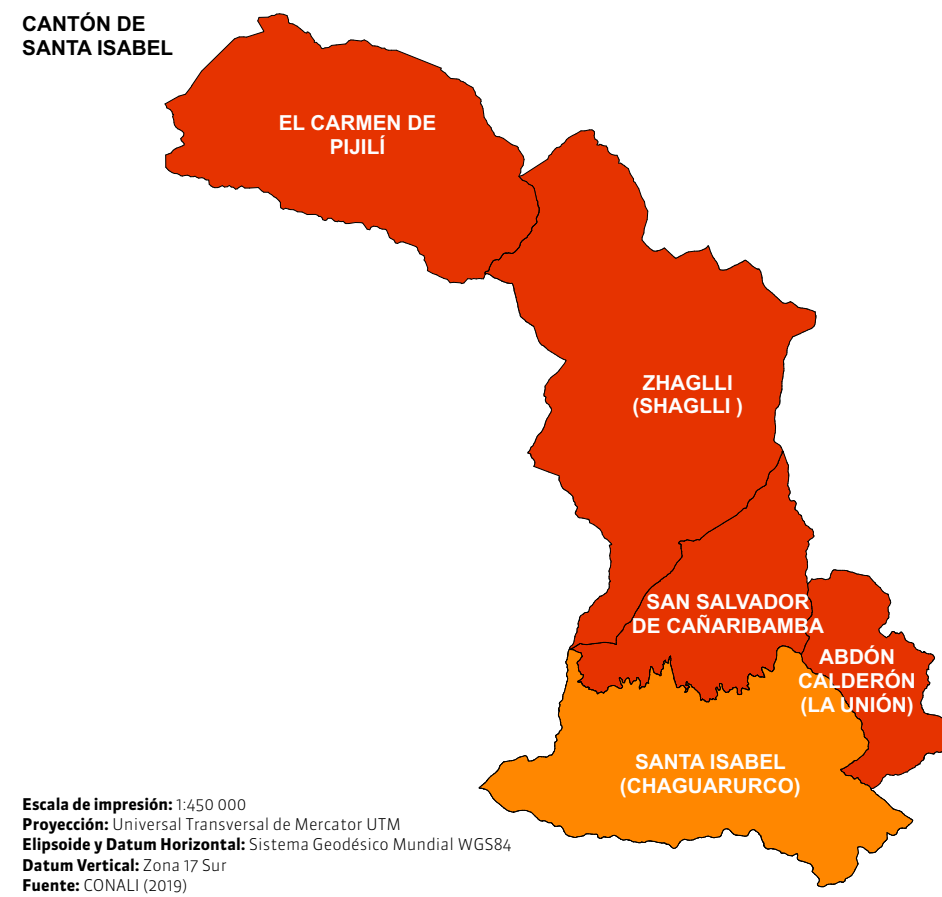 CANTÓN DE
SANTA ISABEL
EL CARMEN DE
PIJILÍ
ZHAGLLI
(SHAGLLI )
SAN SALVADOR
DE CAÑARIBAMBA
ABDÓN
CALDERÓN
(LA UNIÓN)
SANTA ISABEL
(CHAGUARURCO)
Escala de impresión: 1:450 000
Proyección: Universal Transversal de Mercator UTM
Elipsoide y Datum Horizontal: Sistema Geodésico Mundial WGS84
Datum Vertical: Zona 17 Sur
Fuente: CONALI (2019)